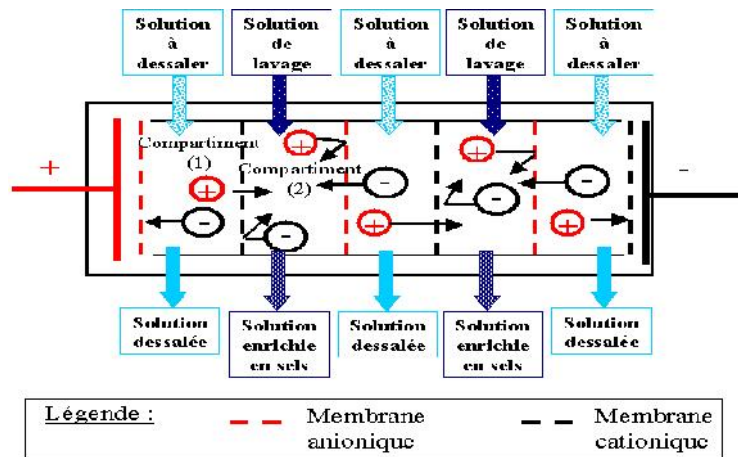 Solution
à
dessaler
Solution
de
lavage
Solution
à
dessaler
Solution
de
lavage
Solution
à
dessaler
+
-
Compartiment
(1)
Compartiment
(2)
+
-
+
-
-
+
+
-
-
+
Solution
dessalée
Solution
enrichie
en sels
Solution
dessalée
Solution
enrichie
en sels
Solution
dessalée
Légende :
Membrane
anionique
Membrane
cationique